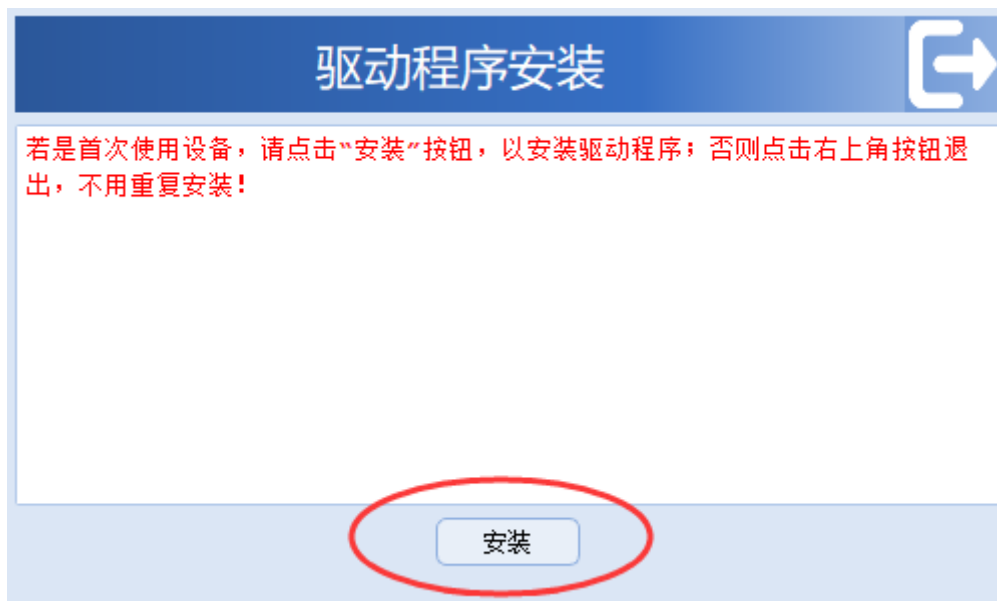 驱动程序安装
若是首次使用设备，请点击“安装”按钮，以安装驱动程序；否则点击右上角按钮退
出，不用重复安装！
安装